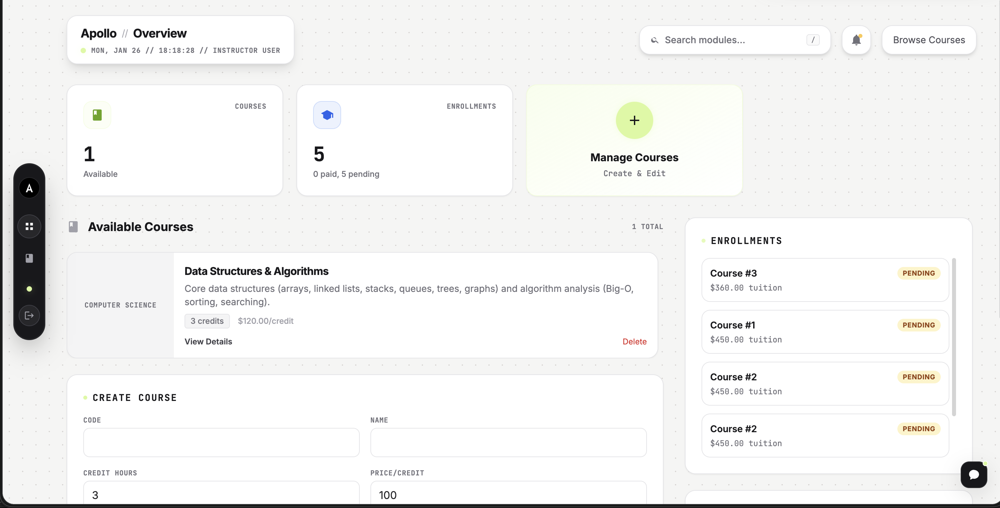 Apollo // Overview
MON, JAN 26 // 18:18:28 // INSTRUCTOR USER
Search modules...
/
Browse Courses
COURSES
1
Available
ENROLLMENTS
5
0 paid, 5 pending
Manage Courses
Create & Edit
A
Available Courses
1 TOTAL
COMPUTER SCIENCE
Data Structures & Algorithms
Core data structures (arrays, linked lists, stacks, queues, trees, graphs) and algorithm analysis (Big-O,
sorting, searching).
3 credits
$120.00/credit
View Details
Delete
CREATE COURSE
CODE
NAME
CREDIT HOURS
PRICE/CREDIT
3
100
ENROLLMENTS
Course #3
PENDING
$360.00 tuition
Course #1
PENDING
$450.00 tuition
Course #2
PENDING
$450.00 tuition
Course #2
PENDING
$450.00 tuition